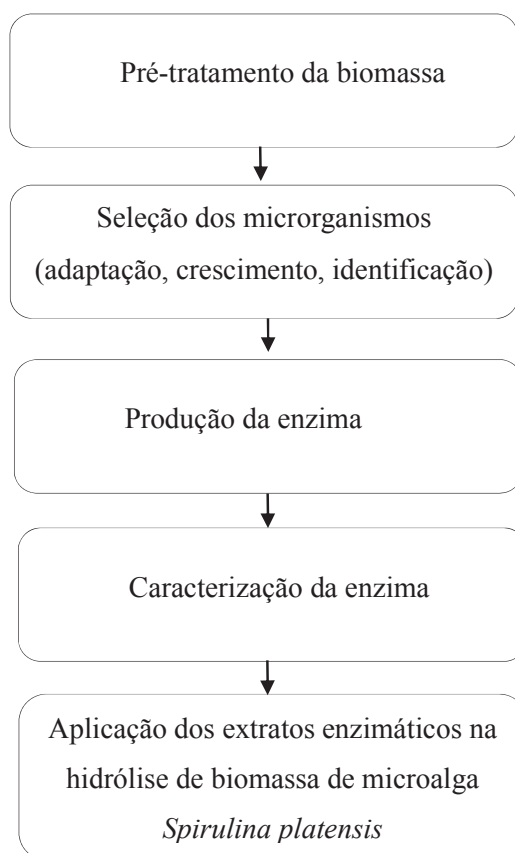 Pré-tratamento da biomassa
Seleção dos microrganismos
(adaptação, crescimento, identificação)
Produção da enzima
Caracterização da enzima
Aplicação dos extratos enzimáticos na
hidrólise de biomassa de microalga
Spirulina platensis